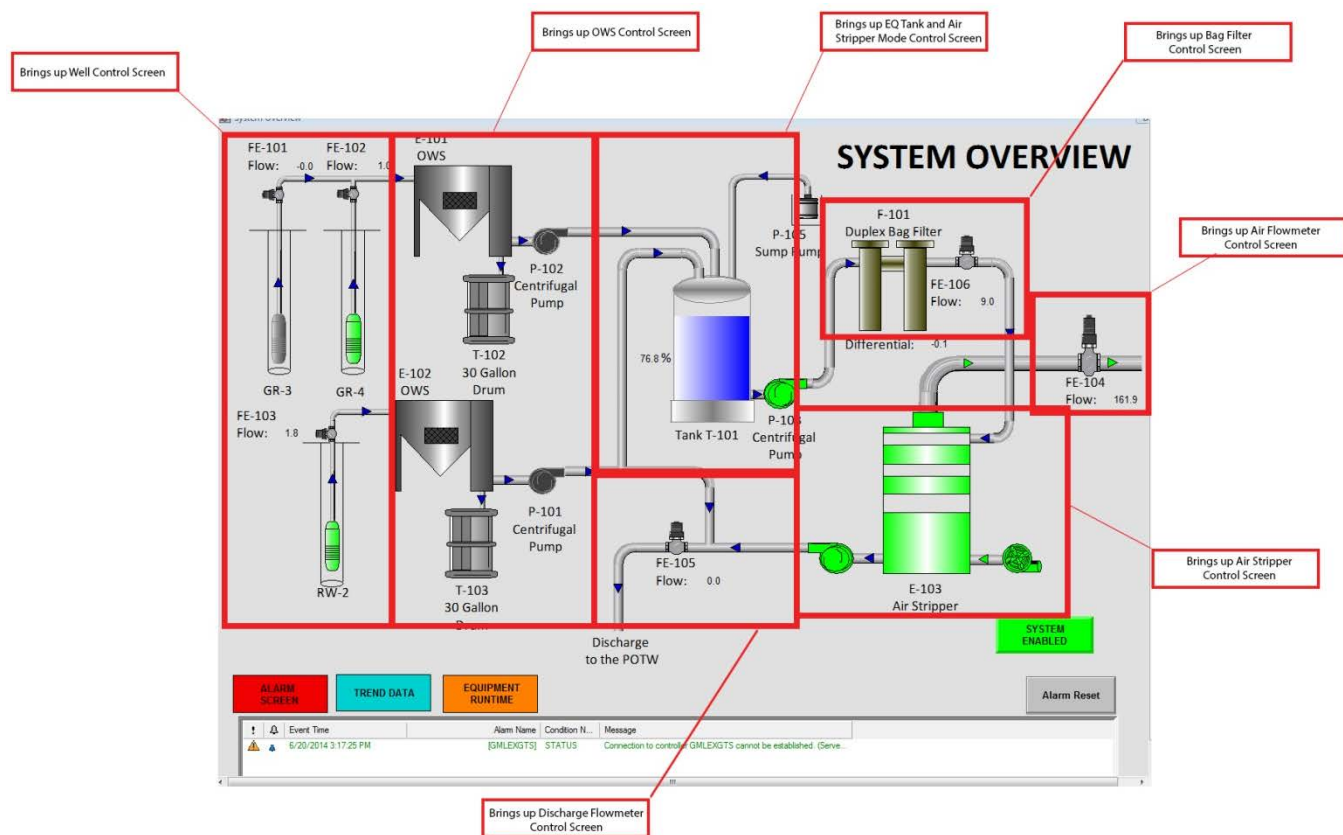 Brings up Well Control Screen
Brings up OWS Control Screen
Brings up EQ Tank and Air
Stripper Mode Control Screen
Brings up Bag Filter
Control Screen
Brings up Air Flowmeter
Control Screen
Brings up Air Stripper
Control Screen
Brings up Discharge Flowmeter
Control Screen
System Overview
SYSTEM OVERVIEW
FE-101
Flow: -0.0
FE-102
Flow: 1.0
GR-3
GR-4
FE-103
Flow: 1.8
RW-2
E-101
OWS
P-102
Centrifugal
Pump
T-102
30 Gallon
Drum
E-102
OWS
P-101
Centrifugal
Pump
T-103
30 Gallon
Drum
P-105
Sump Pump
76.8 %
Tank T-101
P-103
Centrifugal
Pump
F-101
Duplex Bag Filter
FE-106
Flow: 9.0
Differential: -0.1
FE-104
Flow: 161.9
E-103
Air Stripper
FE-105
Flow: 0.0
Discharge
to the POTW
SYSTEM
ENABLED
ALARM
SCREEN
TREND DATA
EQUIPMENT
RUNTIME
Alarm Reset
! Event Time Alarm Name Condition N... Message
6/20/2014 3:17:25 PM [GMLEXGTS] STATUS Connection to controller GMLEXGTS cannot be established (Serve...